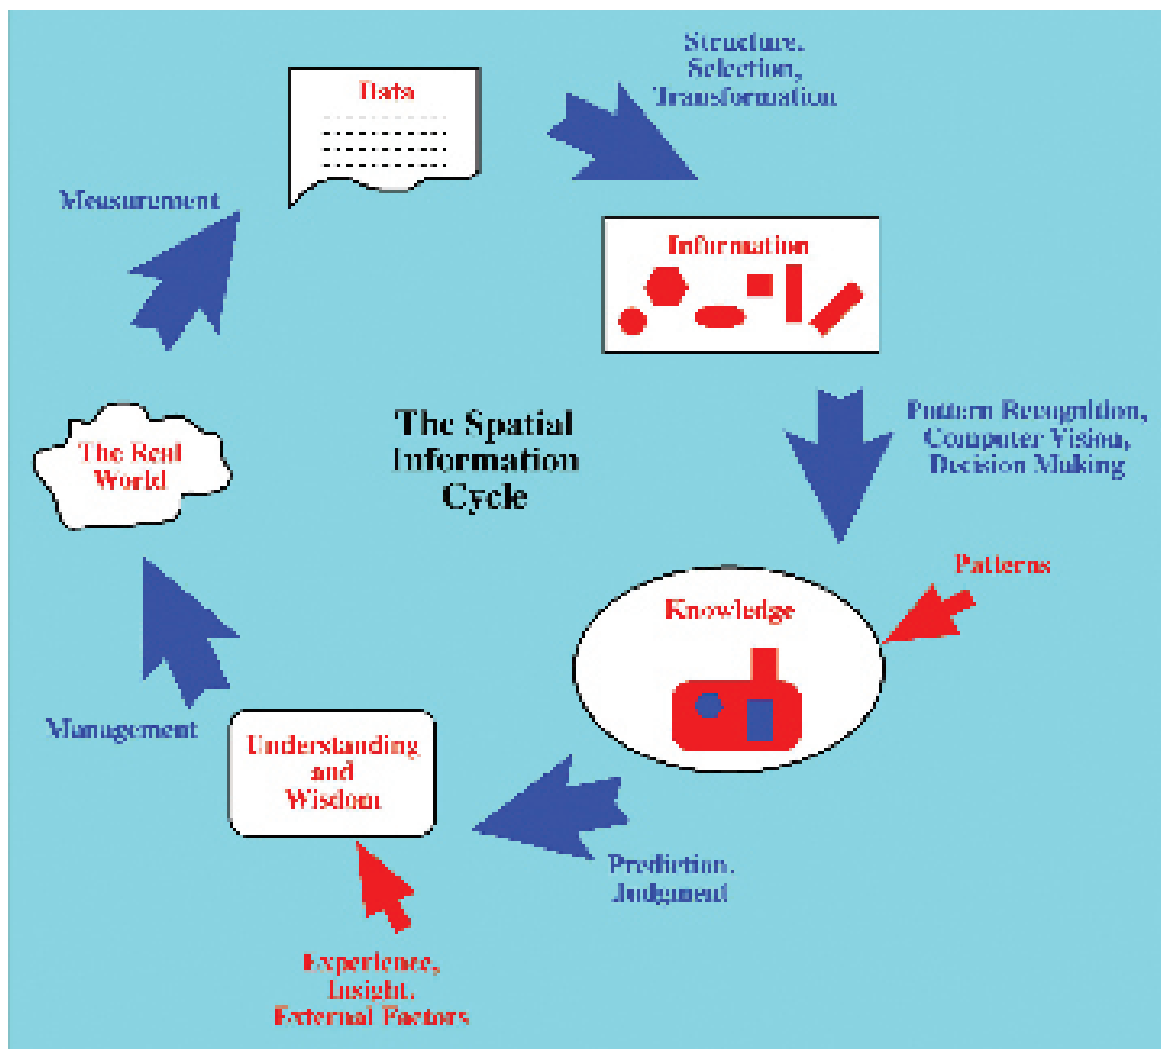 Structure,
Selection,
Transformation
Data
Measurement
Information
The Spatial
Information
Cycle
Pattern Recognition,
Computer Vision,
Decision Making
The Real
World
Patterns
Knowledge
Management
Understanding
and
Wisdom
Prediction,
Judgment
Experience,
Insight,
External Factors